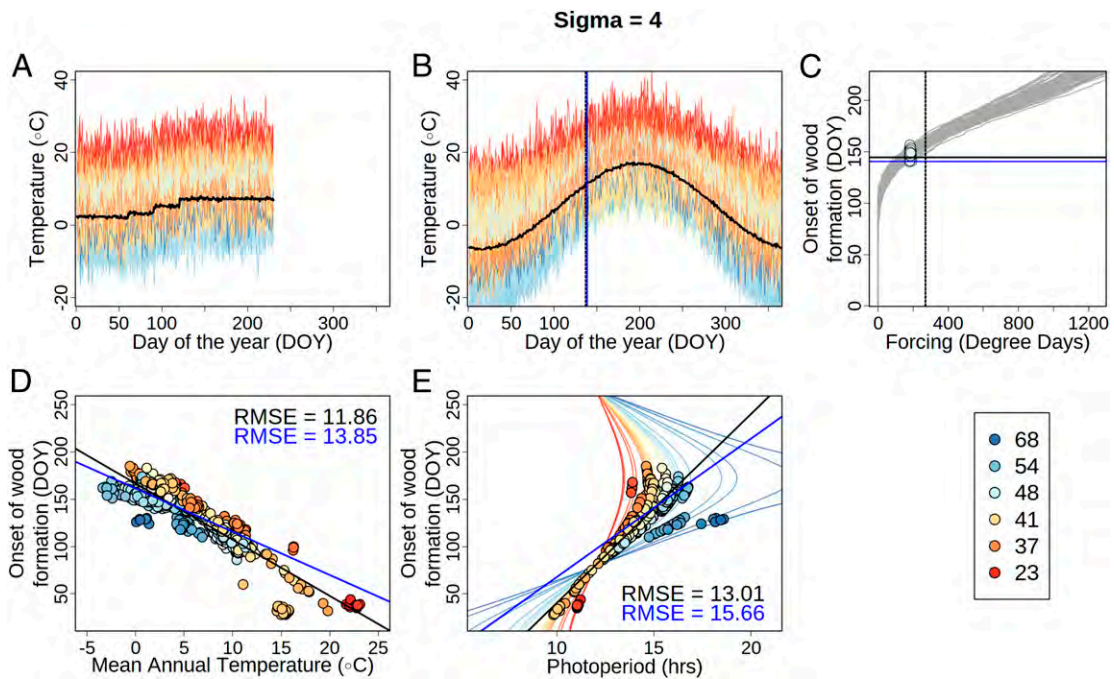 Sigma = 4
A
Temperature (°C)
40
20
0
-20
0 50 100 200 300
Day of the year (DOY)
B
Temperature (°C)
40
20
0
-20
0 50 100 200 300
Day of the year (DOY)
C
Onset of wood
formation (DOY)
200
150
100
50
0
0 400 800 1200
Forcing (Degree Days)
D
Onset of wood
formation (DOY)
250
200
150
100
50
RMSE = 11.86
RMSE = 13.85
-5 0 5 10 15 20 25
Mean Annual Temperature (°C)
E
Onset of wood
formation (DOY)
250
200
150
100
50
RMSE = 13.01
RMSE = 15.66
10 15 20
Photoperiod (hrs)
68
54
48
41
37
23